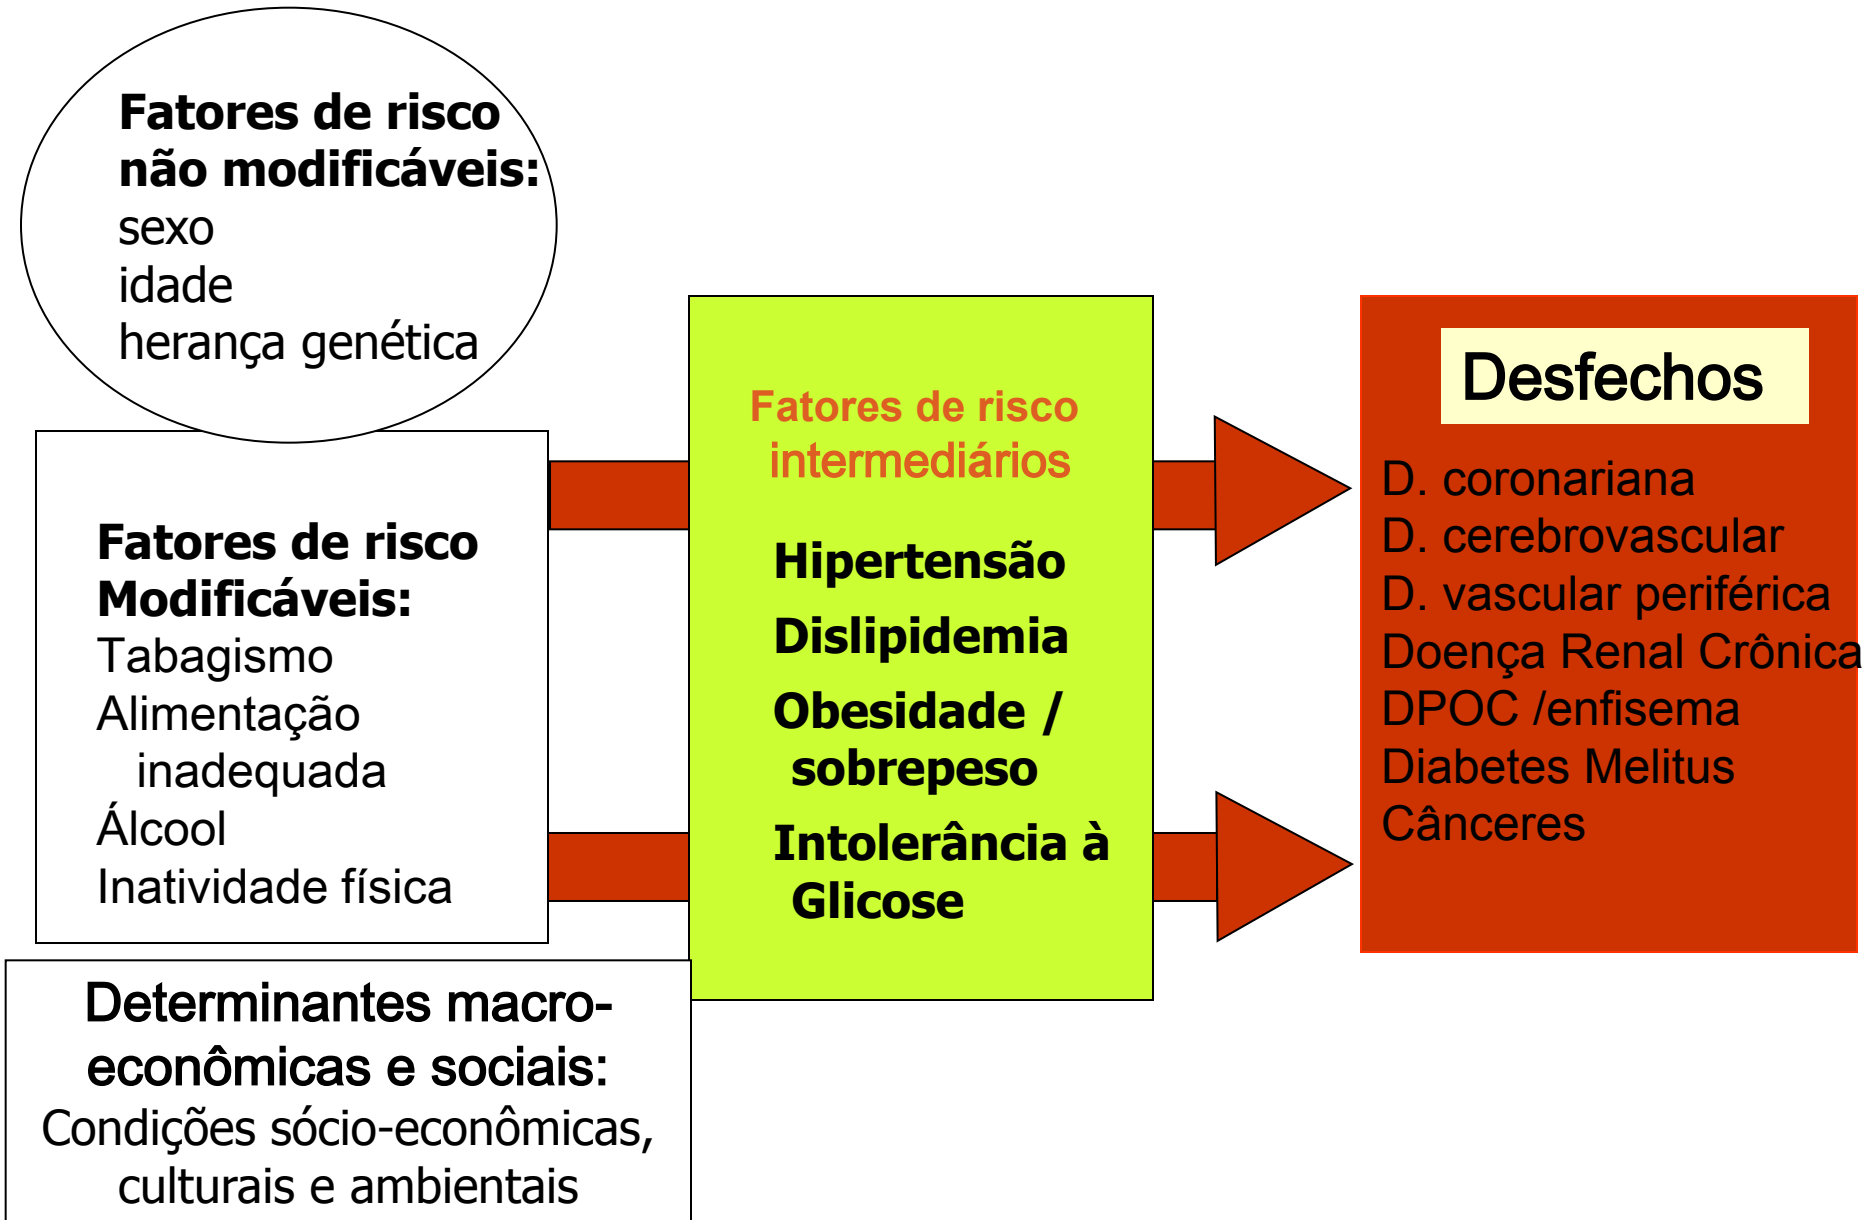 Fatores de risco
não modificáveis:
sexo
idade
herança genética
Fatores de risco
Modificáveis:
Tabagismo
Alimentação
inadequada
Álcool
Inatividade física
Determinantes macro-
econômicas e sociais:
Condições sócio-econômicas,
culturais e ambientais
Fatores de risco
intermediários
Hipertensão
Dislipidemia
Obesidade /
sobrepeso
Intolerância à
Glicose
Desfechos
D. coronariana
D. cerebrovascular
D. vascular periférica
Doença Renal Crônica
DPOC /enfisema
Diabetes Melitus
Cânceres